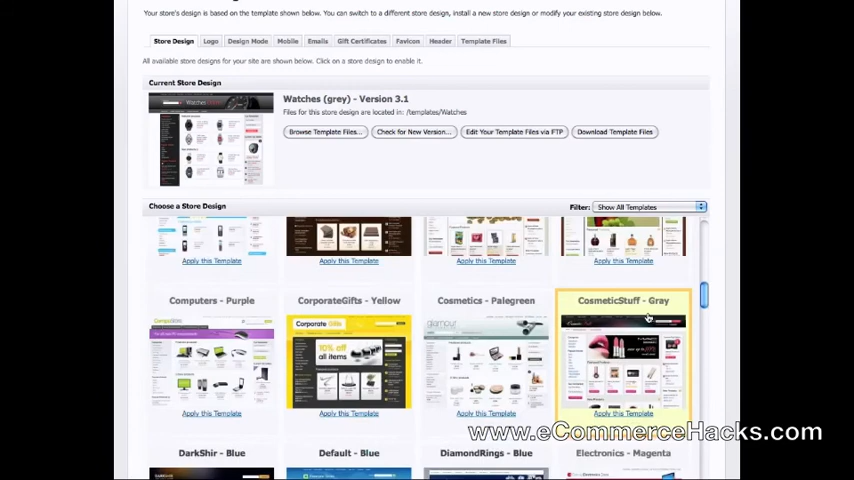 Your store's design is based on the template shown below. You can switch to a different store design, install a new store design or modify your existing store design below.
Store Design Logo Design Mode Mobile Emails Gift Certificates Favicon Header Template Files
All available store designs for your site are shown below. Click on a store design to enable it.
Current Store Design
Watches (grey) - Version 3.1
Files for this store design are located in: /templates/Watches
Browse Template Files... Check for New Version... Edit Your Template Files via FTP Download Template Files
Watches
Choose a Store Design Filter: Show All Templates
Apply this Template Apply this Template Apply this Template Apply this Template
Computers - Purple CorporateGifts - Yellow Cosmetics - Palegreen CosmeticStuff - Gray
Corporate Gifts glamour
10% off
all items
Apply this Template Apply this Template Apply this Template Apply this Template
www.eCommerceHacks.com
DarkShir - Blue Default - Blue DiamondRings - Blue Electronics - Magenta